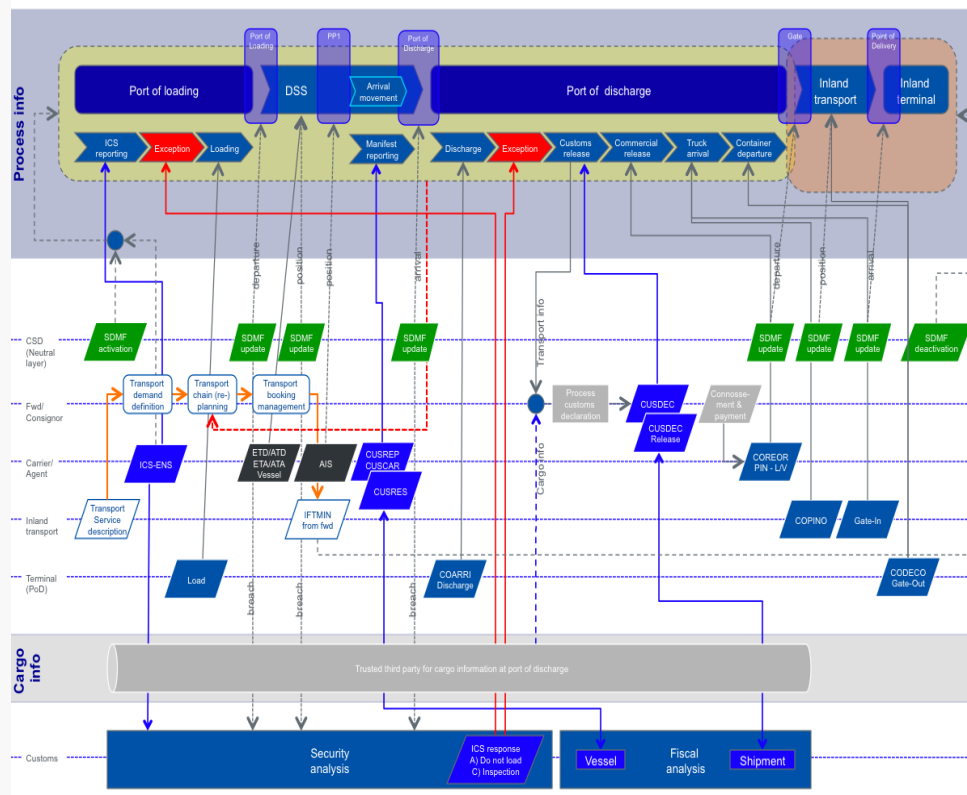 Process info
Port of
Loading
PP1
Port of
Discharge
Gate
Point of
Delivery
Port of loading
DSS
Arrival
movement
Port of discharge
Inland
transport
Inland
terminal
ICS
reporting
Exception
Loading
Manifest
reporting
Discharge
Exception
Customs
release
Commercial
release
Truck
arrival
Container
departure
departure
position
position
arrival
Transport info
departure
position
arrival
CSD
(Neutral
layer)
SDMF
activation
SDMF
update
SDMF
update
SDMF
update
SDMF
update
SDMF
update
SDMF
update
SDMF
deactivation
Fwd/
Consignor
Transport
demand
definition
Transport
chain (re-)
planning
Transport
booking
management
Process
customs
declaration
CUSDEC
CUSDEC
Release
Connosse-
ment &
payment
Carrier/
Agent
ICS-ENS
ETD/ATD
ETA/ATA
Vessel
AIS
CUSREP
CUSCAR
CUSRES
Cargo info
COREOR
PIN - L/V
Inland
transport
Transport
Service
description
IFTMIN
from fwd
COPINO
Gate-In
Terminal
(PoD)
Load
COARRI
Discharge
CODECO
Gate-Out
breach
breach
breach
Cargo
info
Trusted third party for cargo information at port of discharge
Customs
Security
analysis
ICS response
A) Do not load
C) Inspection
Vessel
Fiscal
analysis
Shipment